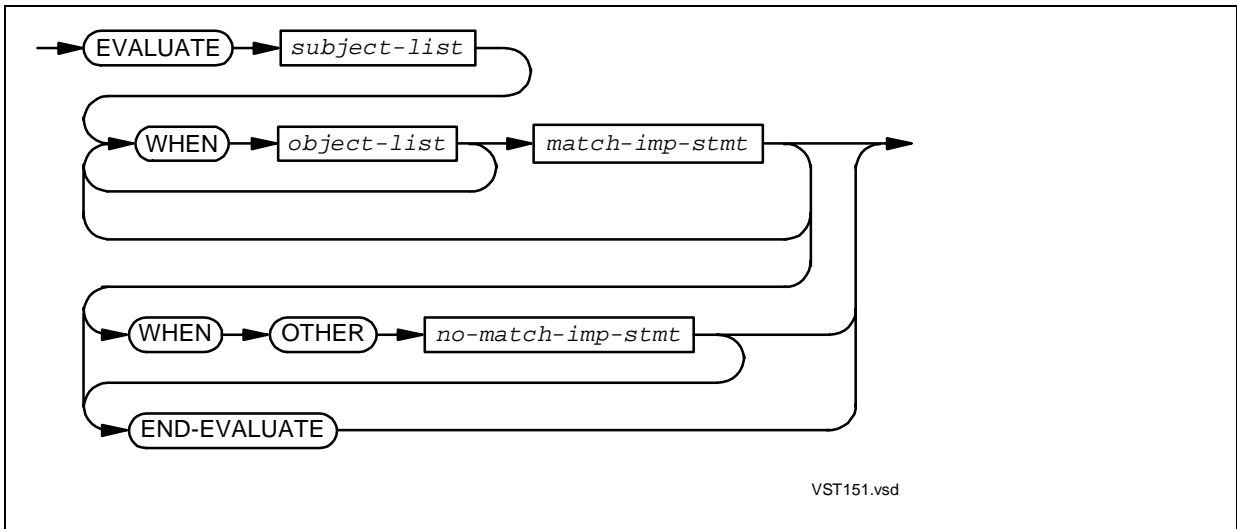 EVALUATE subject-list
WHEN object-list match-imp-stmt
WHEN OTHER no-match-imp-stmt
END-EVALUATE
VST151.vsd